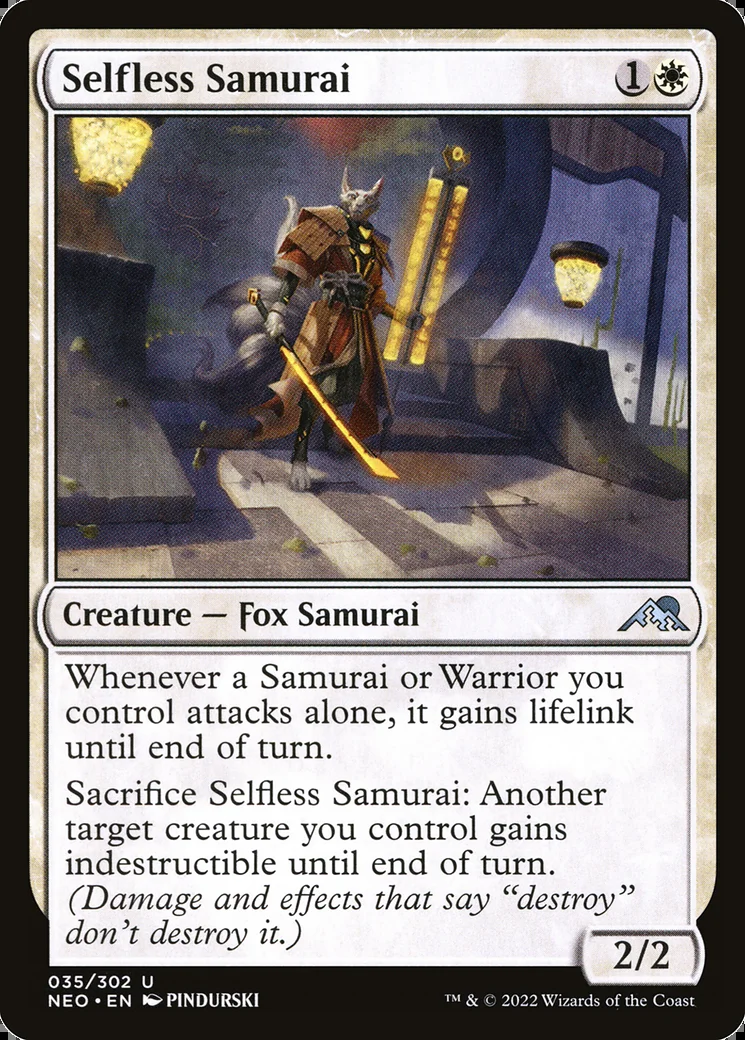 Selfless Samurai 1
Creature — Fox Samurai
Whenever a Samurai or Warrior you
control attacks alone, it gains lifelink
until end of turn.
Sacrifice Selfless Samurai: Another
target creature you control gains
indestructible until end of turn.
(Damage and effects that say “destroy”
don’t destroy it.)
2/2
035/302 U
NEO • EN PINDURSKI
™ & © 2022 Wizards of the Coast